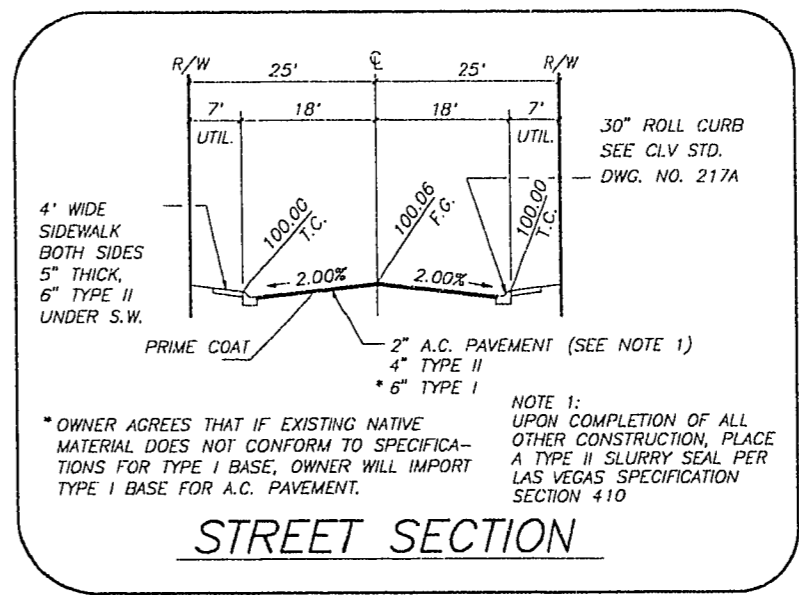 R/W
℄
R/W
25'
25'
7'
18'
18'
7'
UTIL.
UTIL.
30" ROLL CURB
SEE CLV STD.
DWG. NO. 217A
4' WIDE
SIDEWALK
BOTH SIDES
5" THICK,
6" TYPE II
UNDER S.W.
100.00
T.C.
100.06
F.G.
100.00
T.C.
2.00%
2.00%
PRIME COAT
2" A.C. PAVEMENT (SEE NOTE 1)
4" TYPE II
* 6" TYPE I
* OWNER AGREES THAT IF EXISTING NATIVE
MATERIAL DOES NOT CONFORM TO SPECIFICA-
TIONS FOR TYPE I BASE, OWNER WILL IMPORT
TYPE I BASE FOR A.C. PAVEMENT.
NOTE 1:
UPON COMPLETION OF ALL
OTHER CONSTRUCTION, PLACE
A TYPE II SLURRY SEAL PER
LAS VEGAS SPECIFICATION
SECTION 410
STREET SECTION